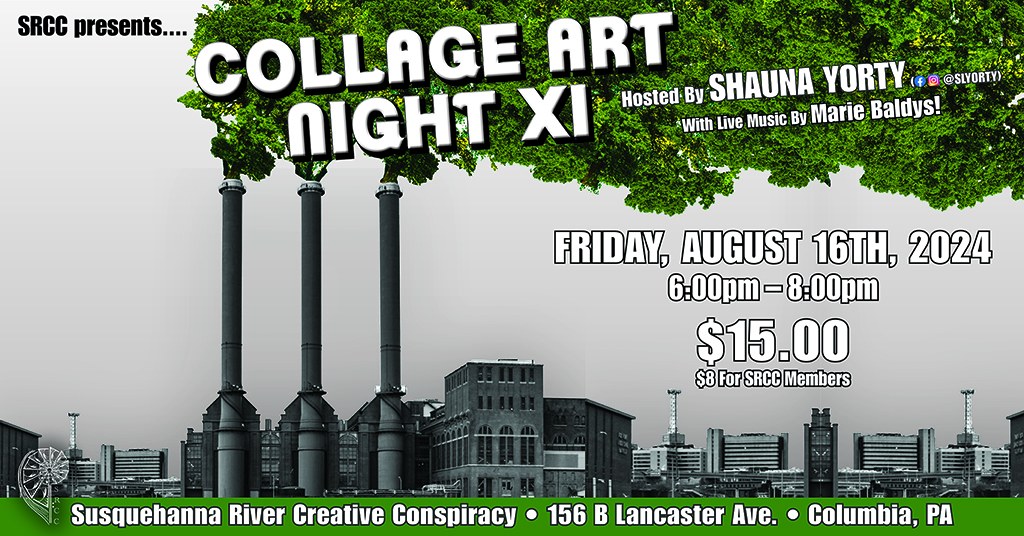 SRCC presents....
COLLAGE ART
NIGHT XI
Hosted By SHAUNA YORTY (@SLYORTY)
With Live Music By Marie Baldys!
FRIDAY, AUGUST 16TH, 2024
6:00pm – 8:00pm
$15.00
$8 For SRCC Members
SRCC
Susquehanna River Creative Conspiracy • 156 B Lancaster Ave. • Columbia, PA